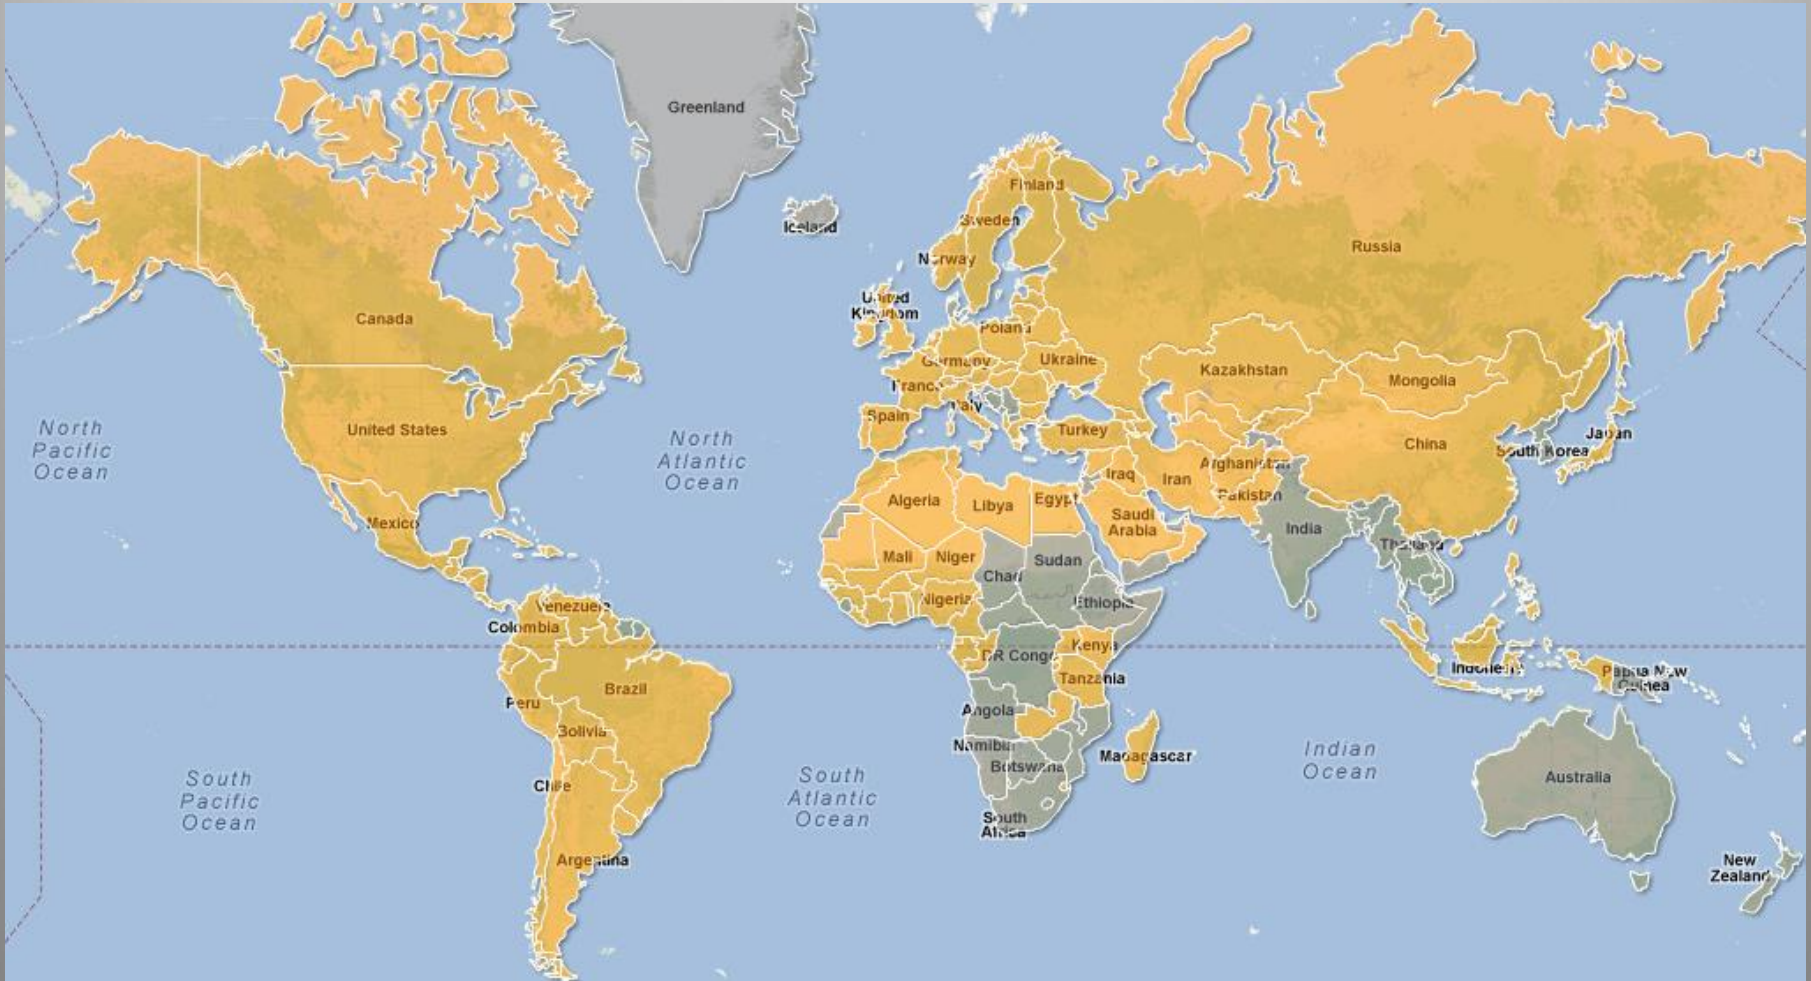 Greenland
Finland
Iceland
Sweden
Russia
Norway
United
Kingdom
Canada
Poland
Germany
Ukraine
Kazakhstan
Mongolia
France
Italy
Spain
United States
Turkey
China
Japan
South Korea
North
Pacific
Ocean
North
Atlantic
Ocean
Iraq
Iran
Afghanistan
Algeria
Libya
Egypt
Pakistan
Saudi
Arabia
India
Mexico
Thailand
Mali
Niger
Chad
Sudan
Nigeria
Ethiopia
Venezuela
Colombia
Kenya
DR Congo
Tanzania
Indonesia
Papua New
Guinea
Brazil
Peru
Angola
Bolivia
Namibia
Botswana
Madagascar
Indian
Ocean
Australia
Chile
South
Pacific
Ocean
South
Atlantic
Ocean
South
Africa
Argentina
New
Zealand